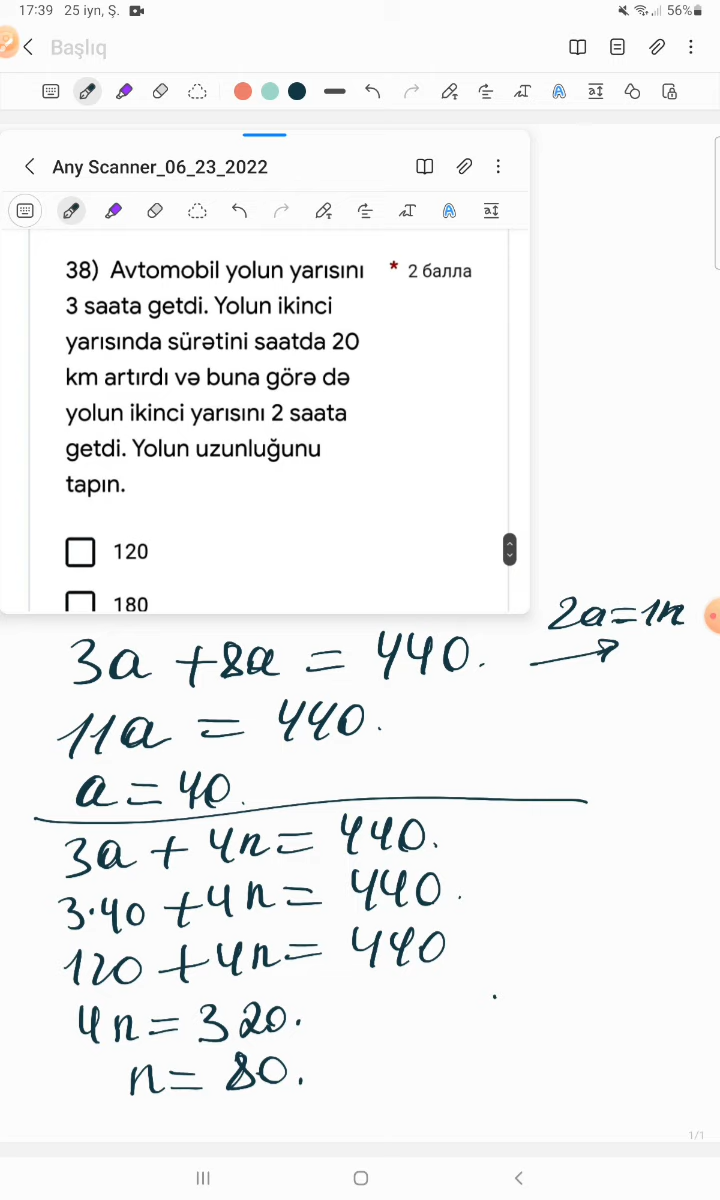 17:39 25 iyn, Ş. 56%
Başlıq
Any Scanner_06_23_2022
38) Avtomobil yolun yarısını * 2 балла
3 saata getdi. Yolun ikinci
yarısında sürətini saatda 20
km artırdı və buna görə də
yolun ikinci yarısını 2 saata
getdi. Yolun uzunluğunu
tapın.
120
180
2a=1n
3a+8a=440.
11a=440.
a=40.
3a+4n=440.
3·40+4n=440.
120+4n=440
4n=320.
n=80.
1/1